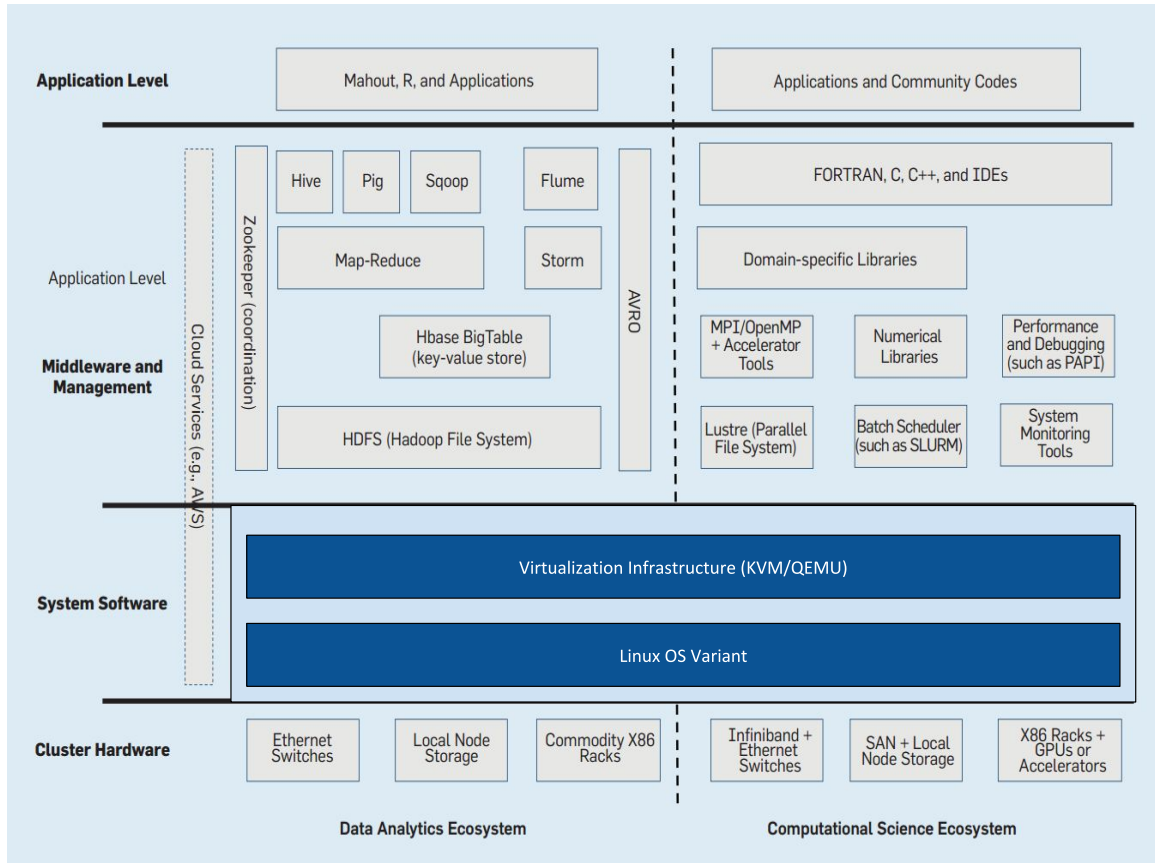 Application Level
Mahout, R, and Applications
Applications and Community Codes
Cloud Services (e.g., AWS)
Zookeeper (coordination)
Hive
Pig
Sqoop
Flume
AVRO
FORTRAN, C, C++, and IDEs
Application Level
Map-Reduce
Storm
Domain-specific Libraries
Middleware and
Management
Hbase BigTable
(key-value store)
MPI/OpenMP
+ Accelerator
Tools
Numerical
Libraries
Performance
and Debugging
(such as PAPI)
HDFS (Hadoop File System)
Lustre (Parallel
File System)
Batch Scheduler
(such as SLURM)
System
Monitoring
Tools
System Software
Virtualization Infrastructure (KVM/QEMU)
Linux OS Variant
Cluster Hardware
Ethernet
Switches
Local Node
Storage
Commodity X86
Racks
Infiniband +
Ethernet
Switches
SAN + Local
Node Storage
X86 Racks +
GPUs or
Accelerators
Data Analytics Ecosystem
Computational Science Ecosystem